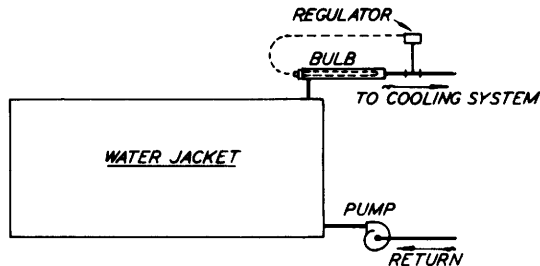 REGULATOR
BULB
TO COOLING SYSTEM
WATER JACKET
PUMP
RETURN